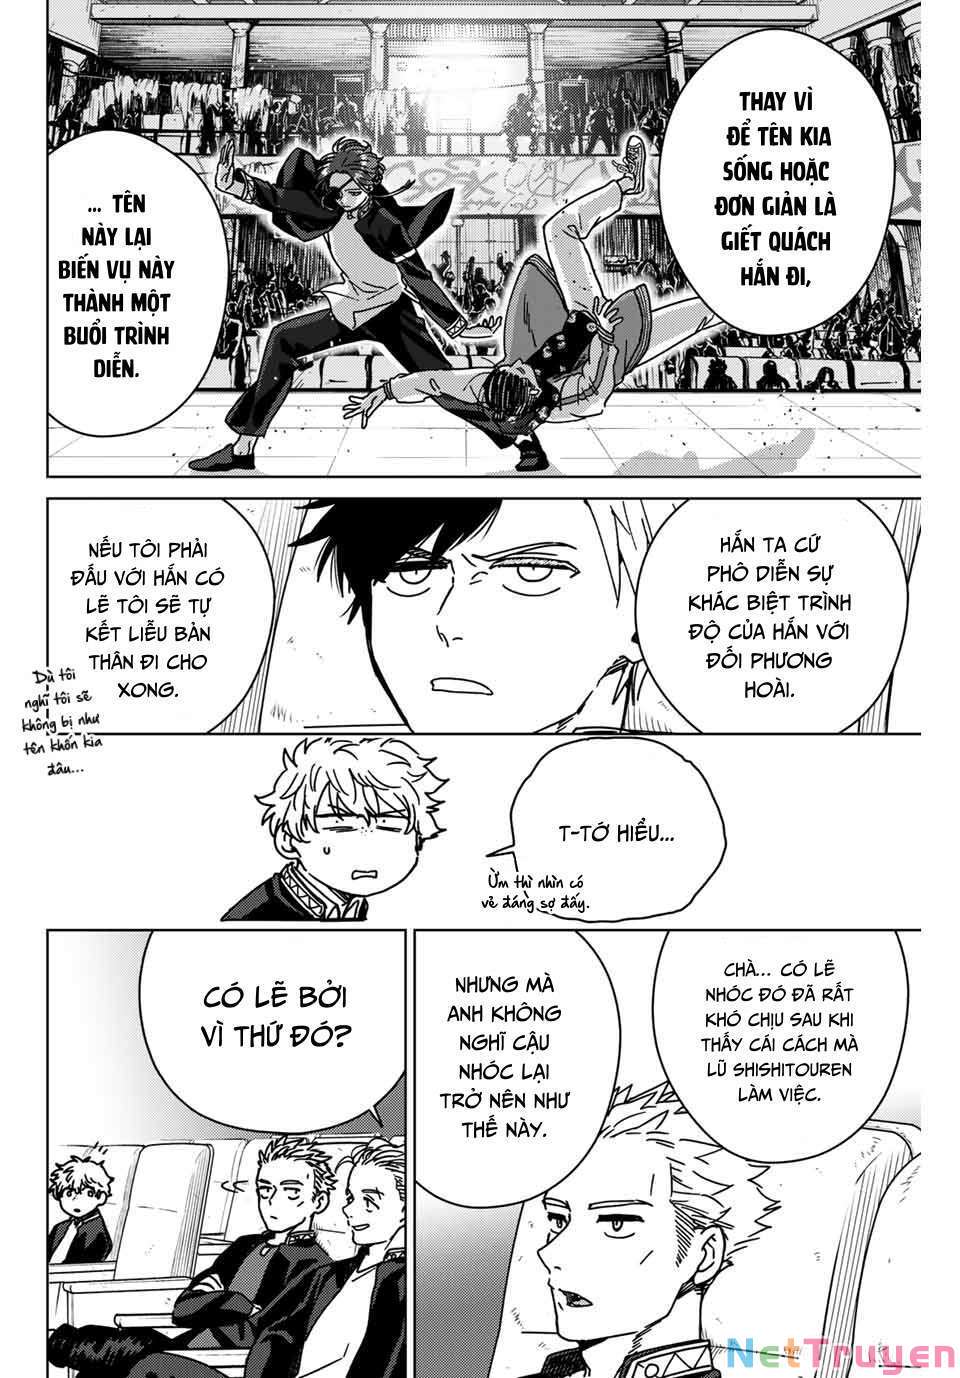 THAY VÌ
ĐỂ TÊN KIA
SỐNG HOẶC
ĐƠN GIẢN LÀ
GIẾT QUÁCH
HẮN ĐI,
... TÊN
NÀY LẠI
BIẾN VỤ NÀY
THÀNH MỘT
BUỔI TRÌNH
DIỄN.
HẮN TA CỨ
PHÔ DIỄN SỰ
KHÁC BIỆT TRÌNH
ĐỘ CỦA HẮN VỚI
ĐỐI PHƯƠNG
HOÀI.
NẾU TÔI PHẢI
ĐẤU VỚI HẮN CÓ
LẼ TÔI SẼ TỰ
KẾT LIỄU BẢN
THÂN ĐI CHO
XONG.
Dù tôi
nghĩ tôi sẽ
không bị như
tên khốn kia
đâu...
T-TỚ HIỂU...
Ừm thì nhìn có
vẻ đáng sợ đấy.
CHÀ... CÓ LẼ
NHÓC ĐÓ ĐÃ RẤT
KHÓ CHỊU SAU KHI
THẤY CÁI CÁCH MÀ
LŨ SHISHITOUREN
LÀM VIỆC.
NHƯNG MÀ
ANH KHÔNG
NGHĨ CẬU
NHÓC LẠI
TRỞ NÊN NHƯ
THẾ NÀY.
CÓ LẼ BỞI
VÌ THỨ ĐÓ?
NetTruyen